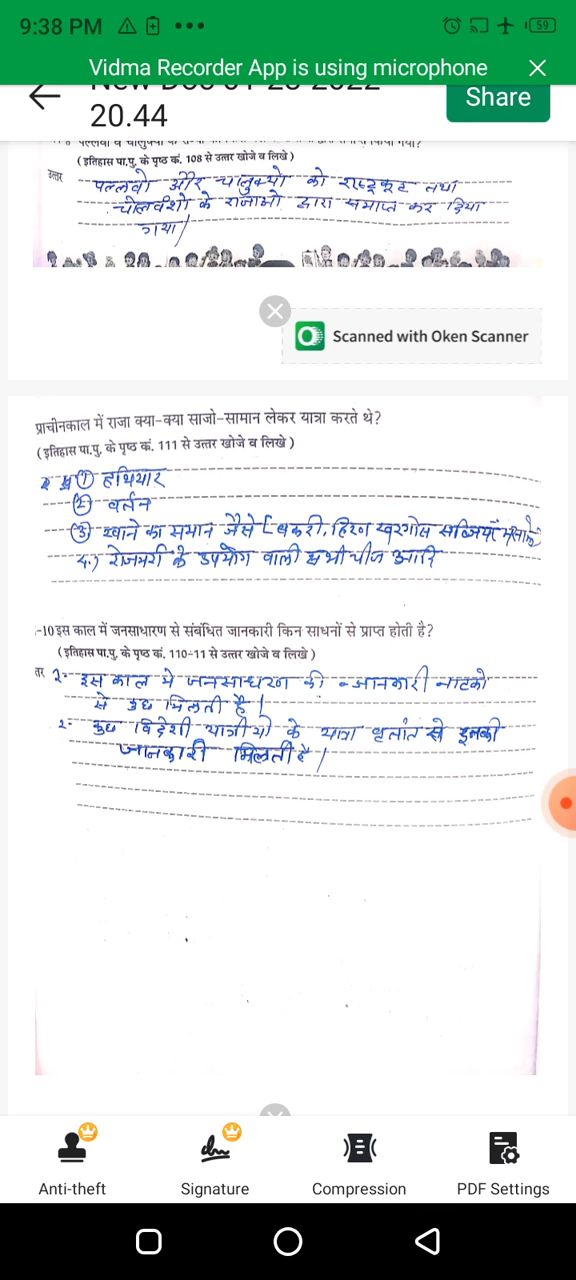 9:38 PM
59
Vidma Recorder App is using microphone
20.44
Share
(इतिहास पा.पु. के पृष्ठ कं. 108 से उत्तर खोजे व लिखे)
उत्तर
पल्लवो और चालुक्यो को राष्ट्रकूट तथा
चोलवंशो के राजाओ द्वारा समाप्त कर दिया
गया।
Scanned with Oken Scanner
प्राचीनकाल में राजा क्या-क्या साजो-सामान लेकर यात्रा करते थे?
(इतिहास पा.पु. के पृष्ठ कं. 111 से उत्तर खोजे व लिखे)
① हथियार
② बर्तन
③ खाने का समान जैसे [बकरी, हिरण खरगोस सब्जियाँ
4.) रोजमर्रा के उपयोग वाली सभी चीज आदि
-10 इस काल में जनसाधारण से संबंधित जानकारी किन साधनों से प्राप्त होती है?
(इतिहास पा.पु. के पृष्ठ कं. 110-11 से उत्तर खोजे व लिखे)
तर
इस काल मे जनसाधरण की जानकारी नाटको
से कुछ मिलती है।
२- कुछ विदेशी यात्रीयो के यात्रा वृतांत से इनकी
जानकारी मिलती है।
Anti-theft
Signature
Compression
PDF Settings